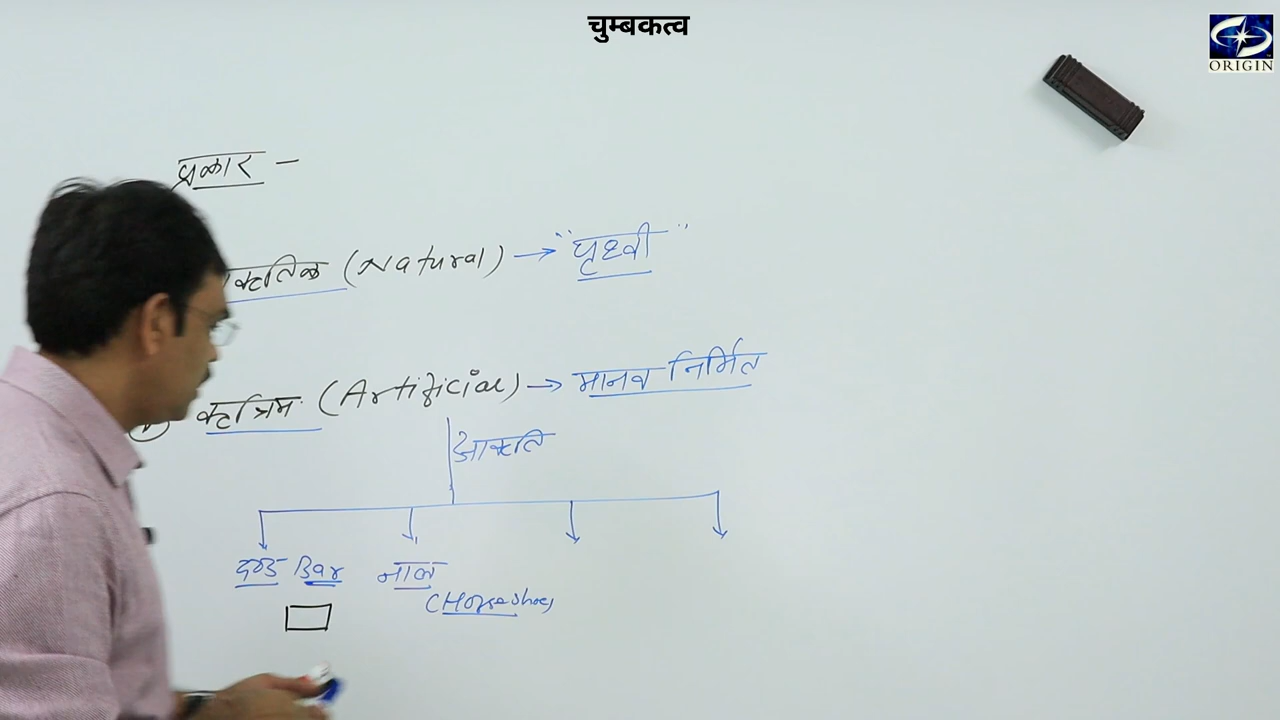 चुम्बकत्व
ORIGIN
प्रकार –
(Natural) → "पृथ्वी"
कृत्रिम (Artificial) → मानव निर्मित
आकृति
दण्ड Bar नाल
(Horse shoe)